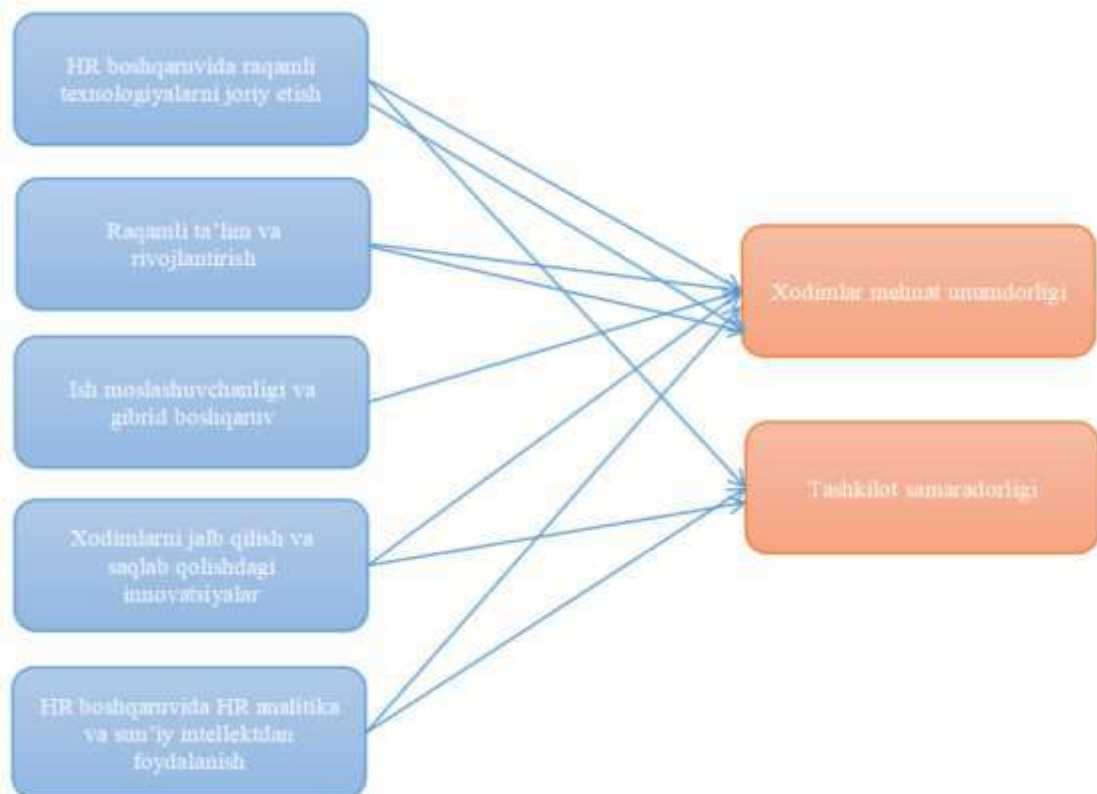 HR boshqaruvida raqamli
texnologiyalarni joriy etish
Raqamli ta’lim va
rivojlantirish
Ish moslashuvchanligi va
gibrid boshqaruv
Xodimlarni jalb qilish va
saqlab qolishdagi
innovatsiyalar
HR boshqaruvida HR analitika
va sun’iy intellektdan
foydalanish
Xodimlar mehnat unumdorligi
Tashkilot samaradorligi